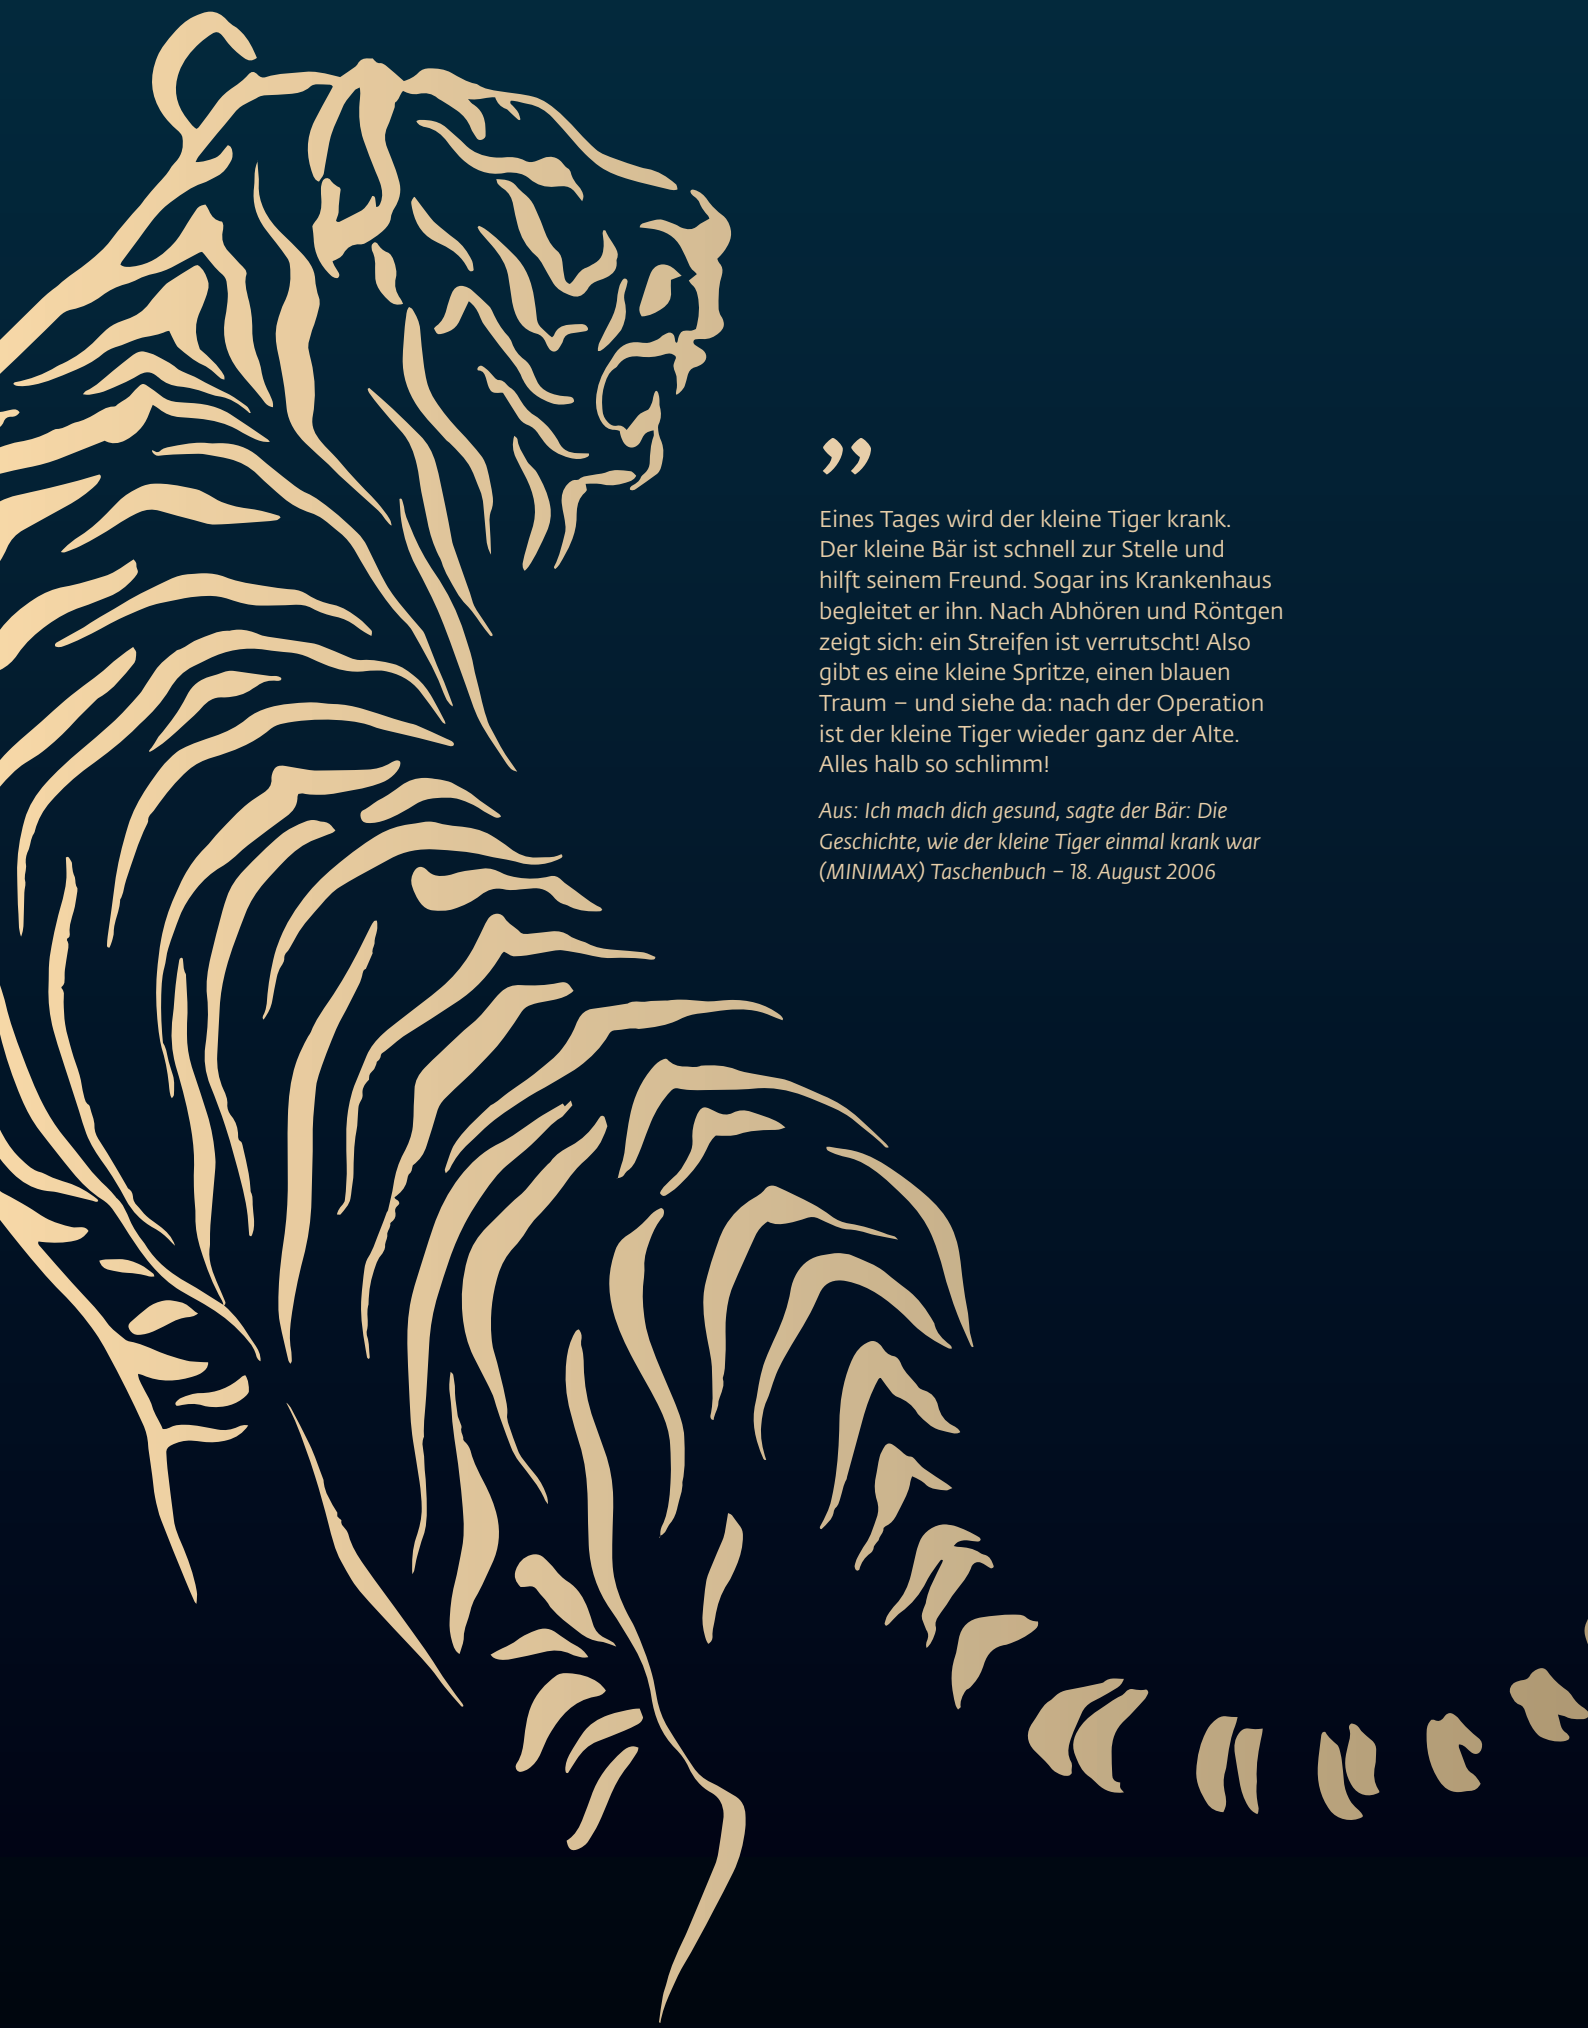 ”
Eines Tages wird der kleine Tiger krank.
Der kleine Bär ist schnell zur Stelle und
hilft seinem Freund. Sogar ins Krankenhaus
begleitet er ihn. Nach Abhören und Röntgen
zeigt sich: ein Streifen ist verrutscht! Also
gibt es eine kleine Spritze, einen blauen
Traum – und siehe da: nach der Operation
ist der kleine Tiger wieder ganz der Alte.
Alles halb so schlimm!
Aus: Ich mach dich gesund, sagte der Bär: Die
Geschichte, wie der kleine Tiger einmal krank war
(MINIMAX) Taschenbuch – 18. August 2006